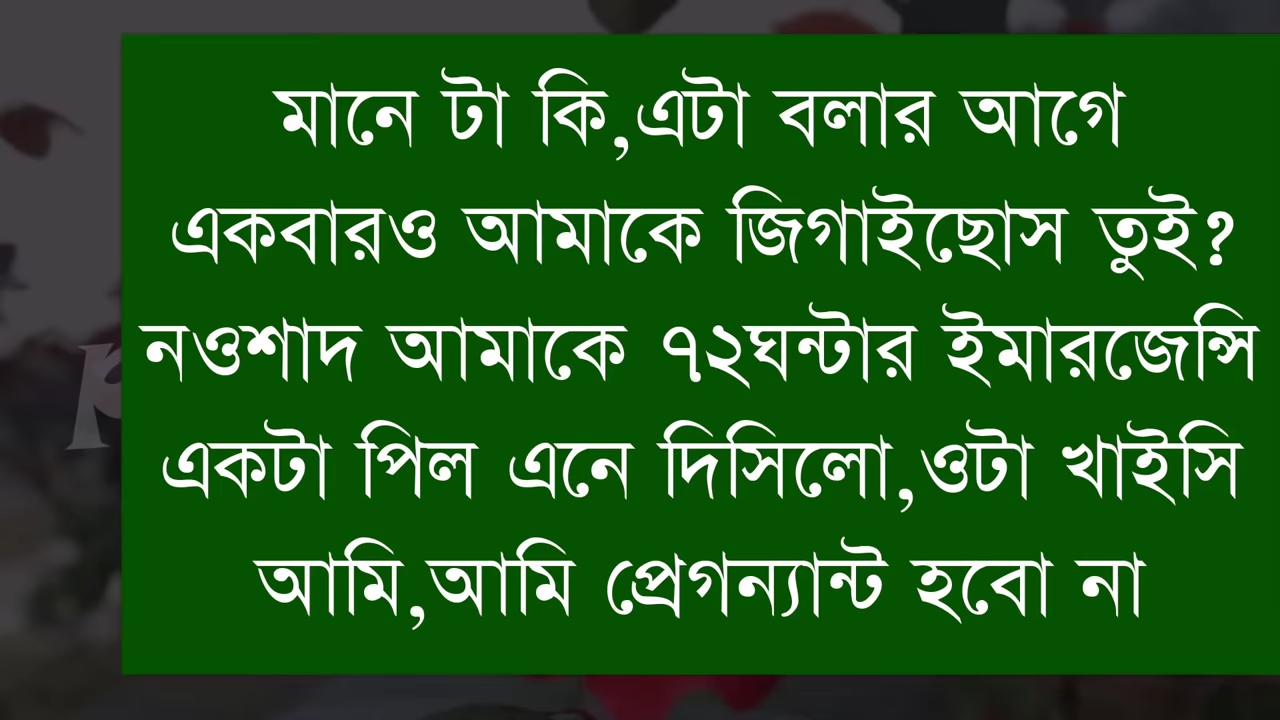 মানে টা কি,এটা বলার আগে
একবারও আমাকে জিগাইছোস তুই?
নওশাদ আমাকে ৭২ঘন্টার ইমারজেন্সি
একটা পিল এনে দিসিলো,ওটা খাইসি
আমি,আমি প্রেগন্যান্ট হবো না